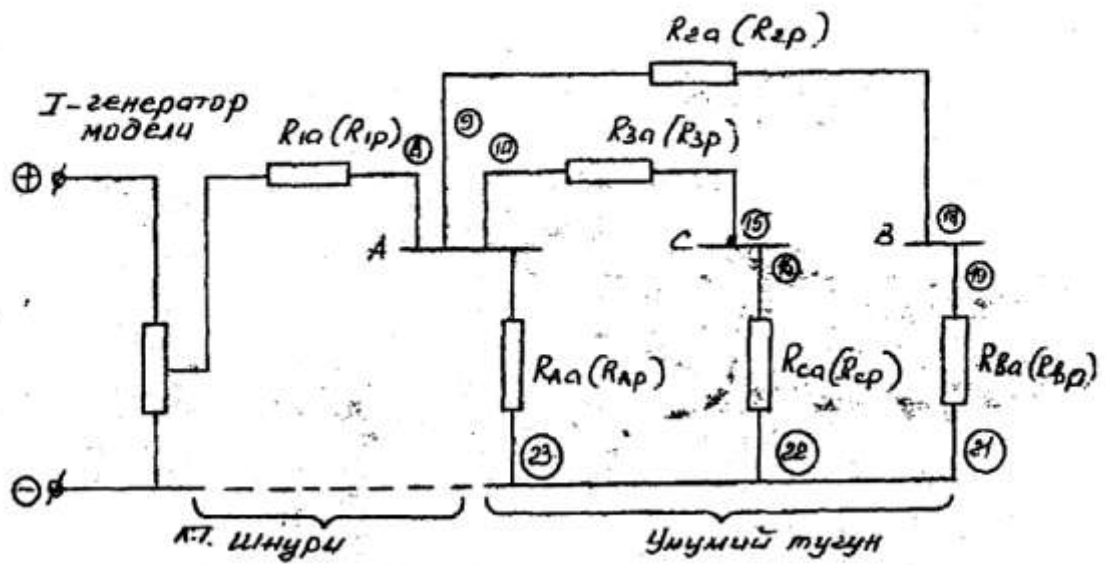 R2a (R2p)
I-генератор
модели
R1a (R1p)
8
9
10
R3a (R3p)
+
A
C
15
16
B
18
19
RAa (RAp)
Rca (Rcp)
RBa (RBp)
23
22
21
-
К.Т. шнури
Умумий тугун